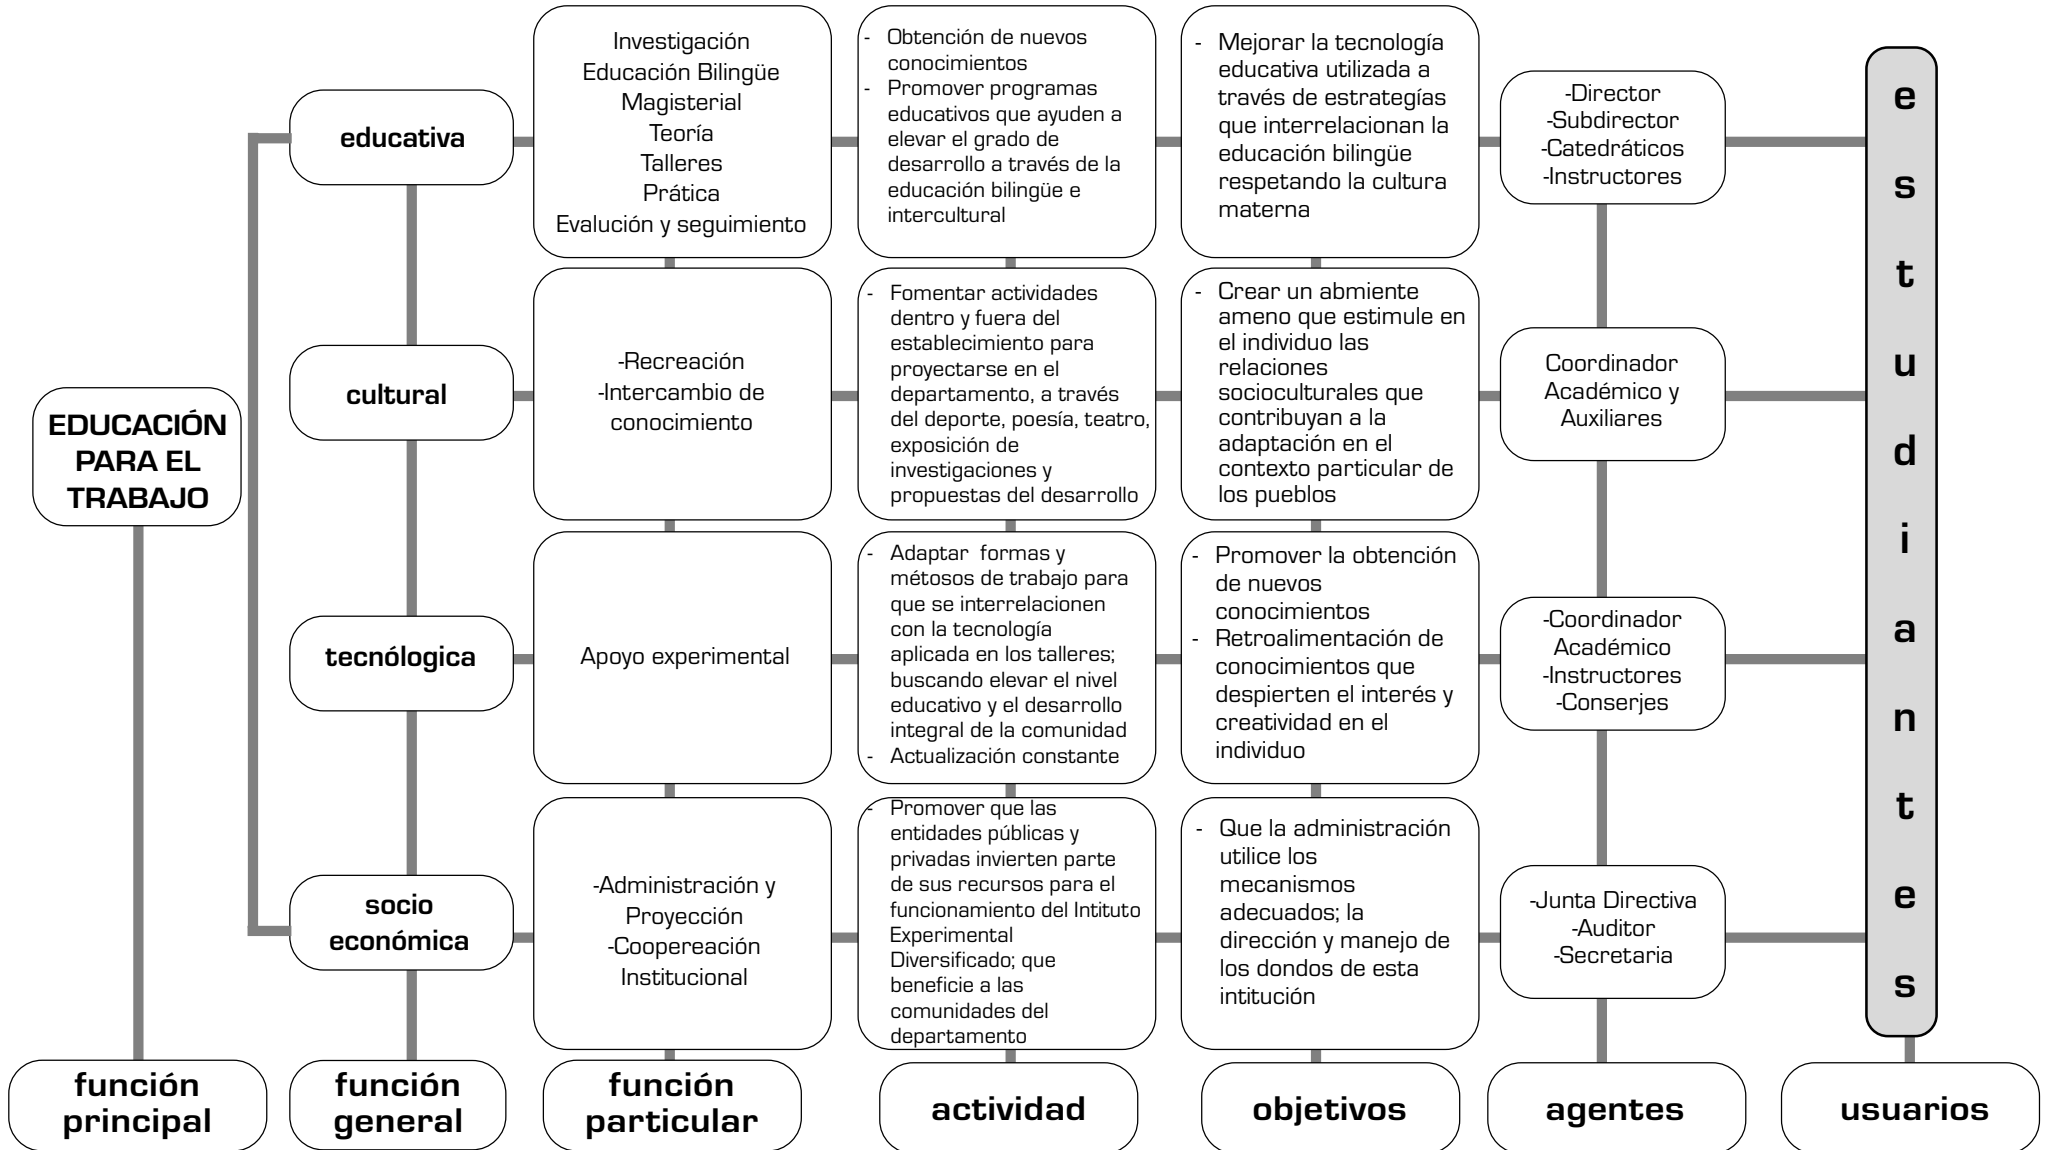 EDUCACIÓN
PARA EL
TRABAJO
educativa
Investigación
Educación Bilingüe
Magisterial
Teoría
Talleres
Prática
Evalución y seguimiento
- Obtención de nuevos
conocimientos
- Promover programas
educativos que ayuden a
elevar el grado de
desarrollo a través de la
educación bilingüe e
intercultural
- Mejorar la tecnología
educativa utilizada a
través de estrategías
que interrelacionan la
educación bilingüe
respetando la cultura
materna
-Director
-Subdirector
-Catedráticos
-Instructores
cultural
-Recreación
-Intercambio de
conocimiento
- Fomentar actividades
dentro y fuera del
establecimiento para
proyectarse en el
departamento, a través
del deporte, poesía, teatro,
exposición de
investigaciones y
propuestas del desarrollo
- Crear un abmiente
ameno que estimule en
el individuo las
relaciones
socioculturales que
contribuyan a la
adaptación en el
contexto particular de
los pueblos
Coordinador
Académico y
Auxiliares
tecnólogica
Apoyo experimental
- Adaptar formas y
métosos de trabajo para
que se interrelacionen
con la tecnología
aplicada en los talleres;
buscando elevar el nivel
educativo y el desarrollo
integral de la comunidad
- Actualización constante
- Promover la obtención
de nuevos
conocimientos
- Retroalimentación de
conocimientos que
despierten el interés y
creatividad en el
individuo
-Coordinador
Académico
-Instructores
-Conserjes
socio
económica
-Administración y
Proyección
-Coopereación
Institucional
- Promover que las
entidades públicas y
privadas invierten parte
de sus recursos para el
funcionamiento del Intituto
Experimental
Diversificado; que
beneficie a las
comunidades del
departamento
- Que la administración
utilice los
mecanismos
adecuados; la
dirección y manejo de
los dondos de esta
intitución
-Junta Directiva
-Auditor
-Secretaria
estudiantes
función
principal
función
general
función
particular
actividad
objetivos
agentes
usuarios